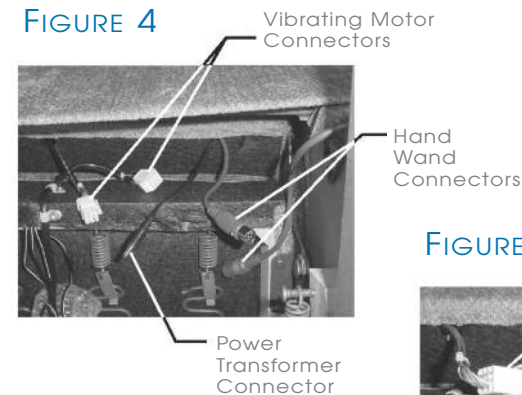 FIGURE 4
Vibrating Motor
Connectors
Hand
Wand
Connectors
FIGURE
Power
Transformer
Connector